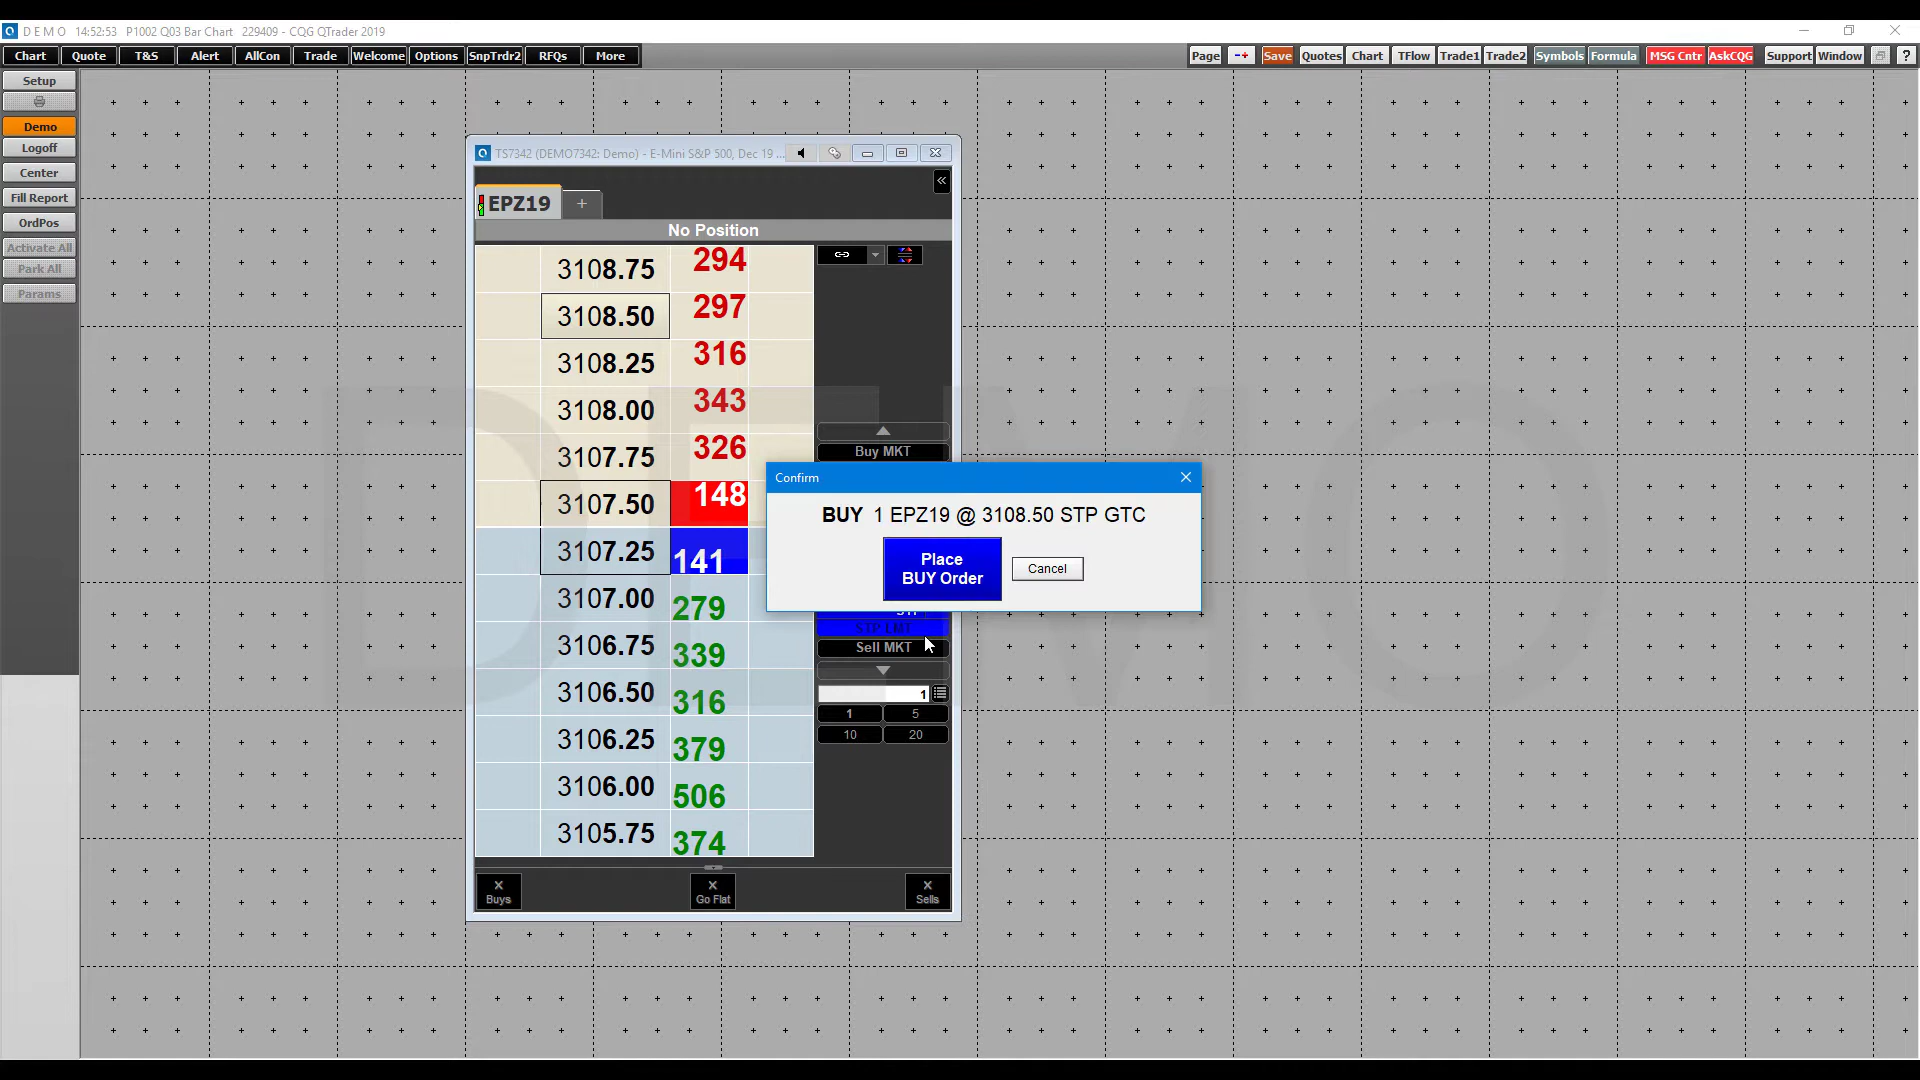 D E M O   14:52:53   P1002 Q03 Bar Chart   229409 - CQG QTrader 2019
Chart Quote T&S Alert AllCon Trade Welcome Options SnpTrdr2 RFQs More Page -+ Save Quotes Chart TFlow Trade1 Trade2 Symbols Formula MSG Cntr AskCQG Support Window ?
Setup
Demo
Logoff
Center
Fill Report
OrdPos
Activate All
Park All
Params
TS7342 (DEMO7342: Demo) - E-Mini S&P 500, Dec 19 ...
EPZ19 +
No Position
3108.75 294
3108.50 297
3108.25 316
3108.00 343
3107.75 326
3107.50 148
3107.25 141
3107.00 279
3106.75 339
3106.50 316
3106.25 379
3106.00 506
3105.75 374
Buy MKT
Confirm
BUY 1 EPZ19 @ 3108.50 STP GTC
Place
BUY Order
Cancel
STP LMT
Sell MKT
1
1 5
10 20
X X X
Buys Go Flat Sells
DEMO